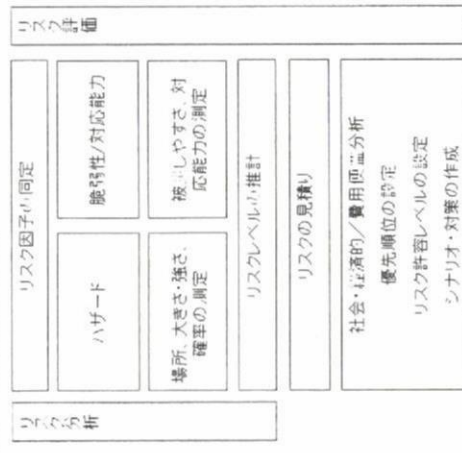 リスク評価
リスク因子の同定
脆弱性/対応能力
ハザード
被害しやすさ、対
応能力の測定
場所、大きさ・強さ、
確率の測定
リスクレベルの推計
リスクの見積り
社会・経済的/費用便益分析
優先順位の設定
リスク許容レベルの設定
シナリオ・対策の作成
リスク分析